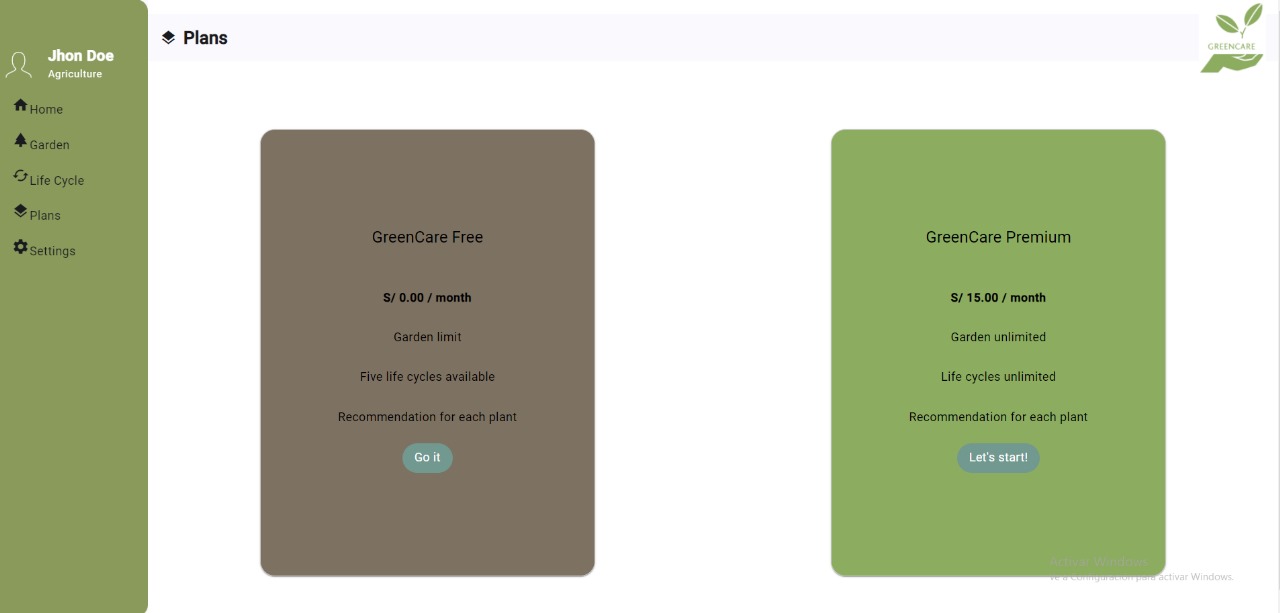 Jhon Doe
Agriculture
Home
Garden
Life Cycle
Plans
Settings
Plans
GREENCARE
GreenCare Free
S/ 0.00 / month
Garden limit
Five life cycles available
Recommendation for each plant
Go it
GreenCare Premium
S/ 15.00 / month
Garden unlimited
Life cycles unlimited
Recommendation for each plant
Let's start!
Activar Windows
Ve a Configuración para activar Windows.